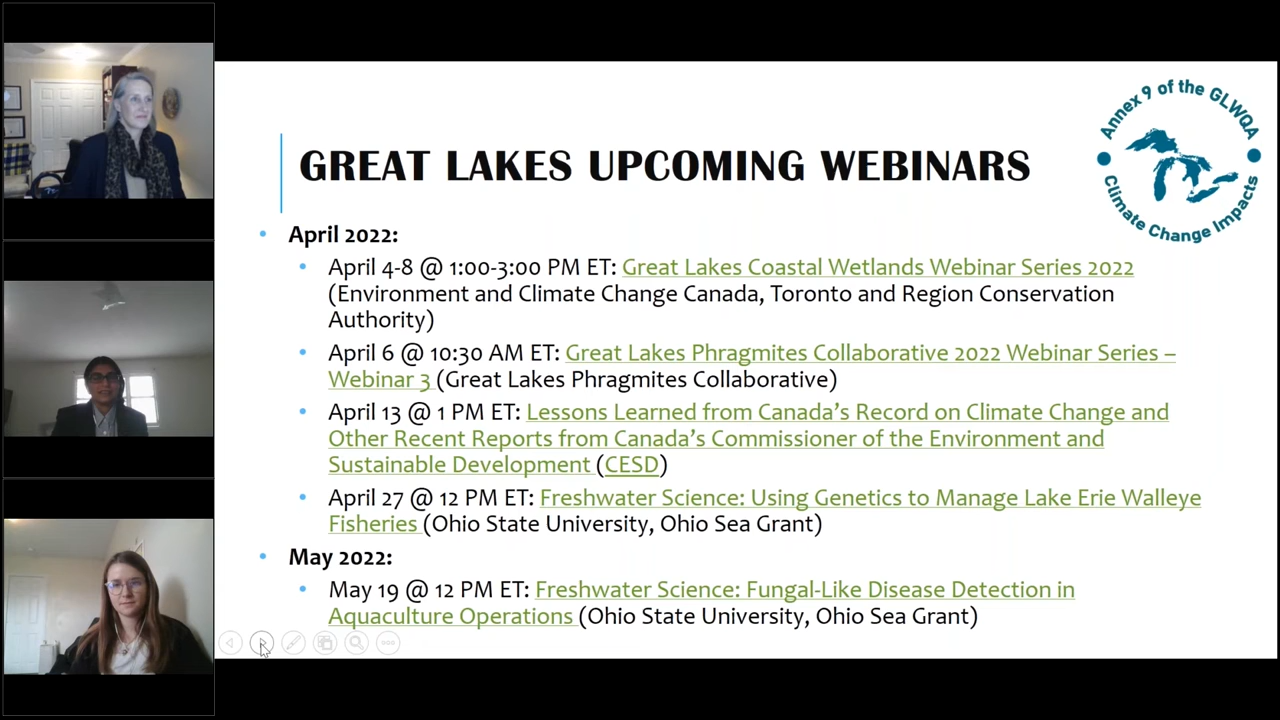 Annex 9 of the GLWQA
Climate Change Impacts
GREAT LAKES UPCOMING WEBINARS
• April 2022:
• April 4-8 @ 1:00-3:00 PM ET: Great Lakes Coastal Wetlands Webinar Series 2022
(Environment and Climate Change Canada, Toronto and Region Conservation
Authority)
• April 6 @ 10:30 AM ET: Great Lakes Phragmites Collaborative 2022 Webinar Series –
Webinar 3 (Great Lakes Phragmites Collaborative)
• April 13 @ 1 PM ET: Lessons Learned from Canada’s Record on Climate Change and
Other Recent Reports from Canada’s Commissioner of the Environment and
Sustainable Development (CESD)
• April 27 @ 12 PM ET: Freshwater Science: Using Genetics to Manage Lake Erie Walleye
Fisheries (Ohio State University, Ohio Sea Grant)
• May 2022:
• May 19 @ 12 PM ET: Freshwater Science: Fungal-Like Disease Detection in
Aquaculture Operations (Ohio State University, Ohio Sea Grant)